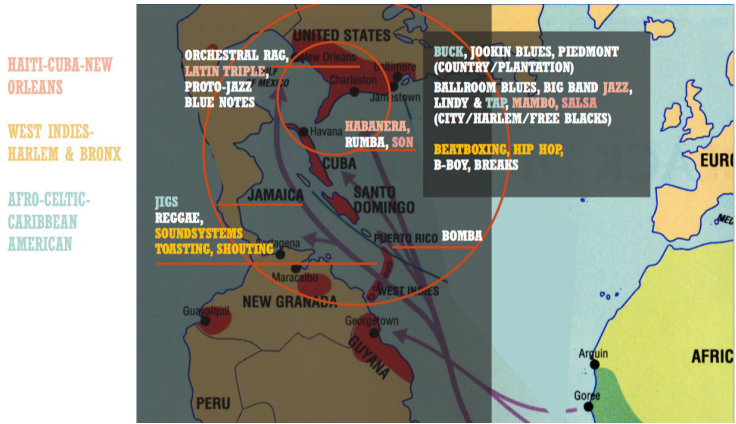 HAITI-CUBA-NEW
ORLEANS
WEST INDIES-
HARLEM & BRONX
AFRO-CELTIC-
CARIBBEAN
AMERICAN
UNITED STATES
ORCHESTRAL RAG,
LATIN TRIPLE,
PROTO-JAZZ
BLUE NOTES
New Orleans
OF MEXICO
Baltimore
Charleston
Jamestown
BUCK, JOOKIN BLUES, PIEDMONT
(COUNTRY/PLANTATION)
BALLROOM BLUES, BIG BAND JAZZ,
LINDY & TAP, MAMBO, SALSA
(CITY/HARLEM/FREE BLACKS)
BEATBOXING, HIP HOP,
B-BOY, BREAKS
Havana
HABANERA,
RUMBA, SON
CUBA
JAMAICA
SANTO
DOMINGO
JIGS
REGGAE,
SOUNDSYSTEMS
TOASTING, SHOUTING
PUERTO RICO
BOMBA
Cartagena
Maracaibo
WEST INDIES
NEW GRANADA
Guayalquil
Georgetown
GUYANA
PERU
EURO
MED
AFRIC
Arguin
Goree